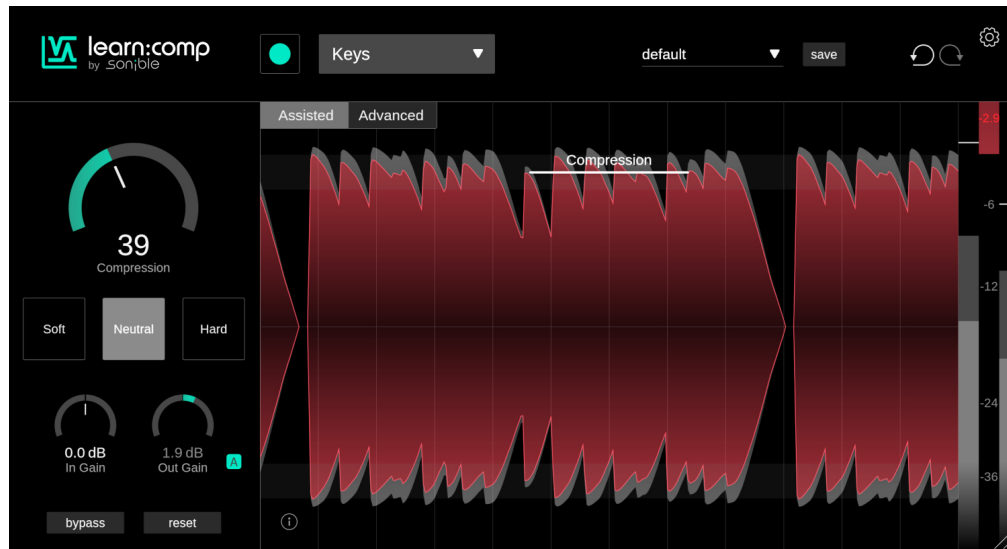 learn:comp
by sonible
Keys
default
save
Assisted
Advanced
-2.9
Compression
-6
39
Compression
-12
Soft
Neutral
Hard
-24
0.0 dB
In Gain
1.9 dB
Out Gain
A
-36
bypass
reset
i